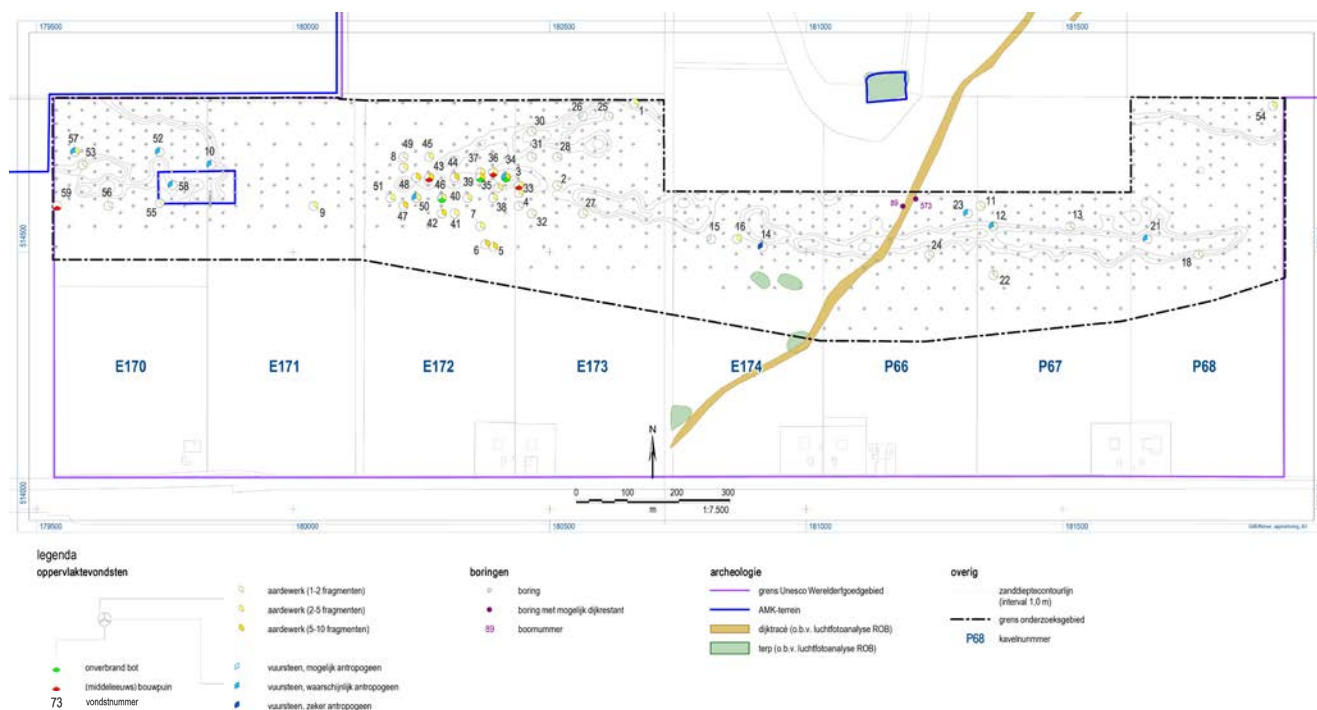 179500
180000
180500
181000
181500
57
53
52
10
59
56
58
55
9
49
45
8
43
44
37
36
34
3
51
48
46
39
35
33
47
50
40
38
4
42
41
6
5
30
26
25
1
31
28
2
27
32
15
16
14
89
573
23
11
12
13
21
24
22
18
54
514500
E170
E171
E172
E173
E174
P66
P67
P68
N
514000
0
100
200
300
m
1:7.500
179500
180000
180500
181000
181500
legenda
oppervlaktevondsten
aardewerk (1-2 fragmenten)
aardewerk (2-5 fragmenten)
aardewerk (5-10 fragmenten)
onverbrand bot
(middeleeuws) bouwpuin
73 vondstnummer
vuursteen, mogelijk antropogeen
vuursteen, waarschijnlijk antropogeen
vuursteen, zeker antropogeen
boringen
boring
boring met mogelijk dijkrestant
89 boornummer
archeologie
grens Unesco Werelderfgoedgebied
AMK-terrein
dijktracé (o.b.v. luchtfotoanalyse ROB)
terp (o.b.v. luchtfotoanalyse ROB)
overig
zanddieptecontourlijn
(interval 1,0 m)
grens onderzoeksgebied
P68 kavelnummmer